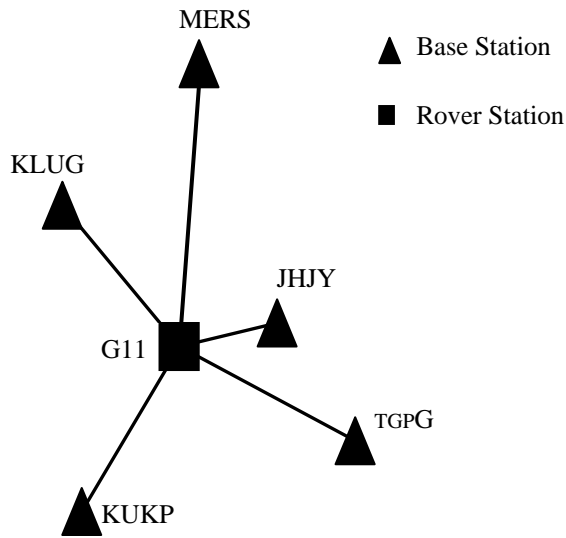 MERS
Base Station
Rover Station
KLUG
JHJY
G11
TGPG
KUKP